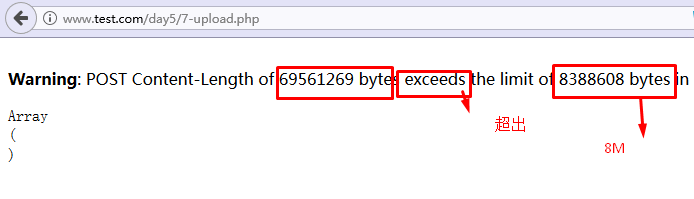 www.test.com/day5/7-upload.php
Warning: POST Content-Length of 69561269 bytes exceeds the limit of 8388608 bytes in
Array
(
)
超出
8M